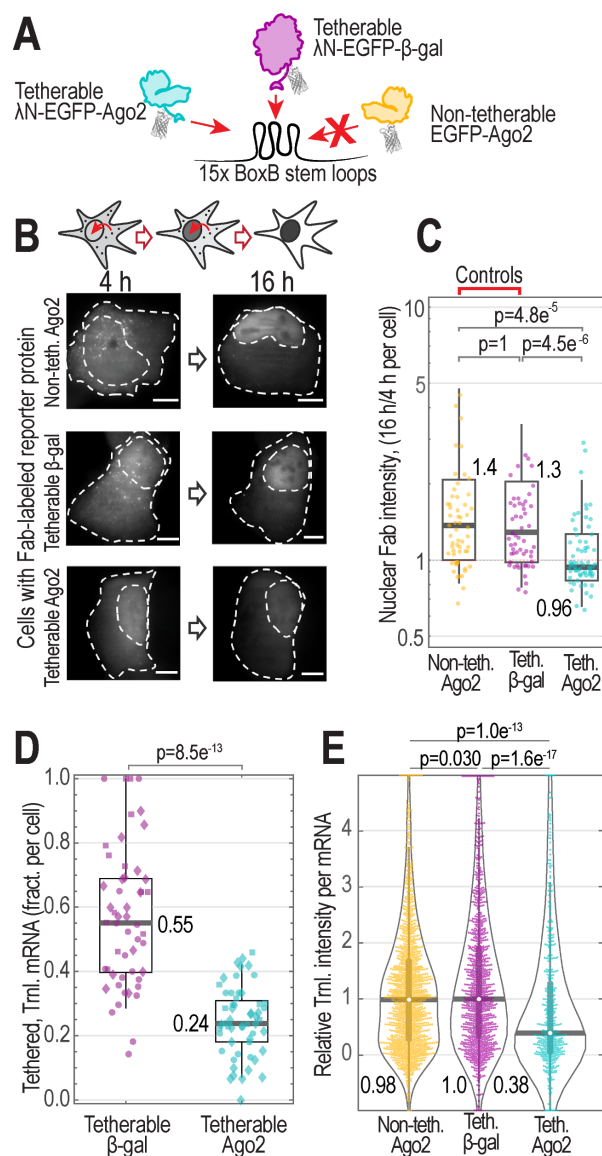 A
Tetherable
λN-EGFP-β-gal
Tetherable
λN-EGFP-Ago2
Non-tetherable
EGFP-Ago2
X
15x BoxB stem loops
B
4 h
16 h
Cells with Fab-labeled reporter protein
Non-teth. Ago2
Tetherable β-gal
Tetherable Ago2
C
Controls
p=4.8e-5
p=1
p=4.5e-6
Nuclear Fab intensity, (16 h/4 h per cell)
10
5
1
0.5
1.4
1.3
0.96
Non-teth.
Ago2
Teth.
β-gal
Teth.
Ago2
D
p=8.5e-13
Tethered, Trnl. mRNA (fract. per cell)
1.0
0.8
0.6
0.4
0.2
0.0
0.55
0.24
Tetherable
β-gal
Tetherable
Ago2
E
p=1.0e-13
p=0.030
p=1.6e-17
Relative Trnl. intensity per mRNA
4
3
2
1
0
0.98
1.0
0.38
Non-teth.
Ago2
Teth.
β-gal
Teth.
Ago2